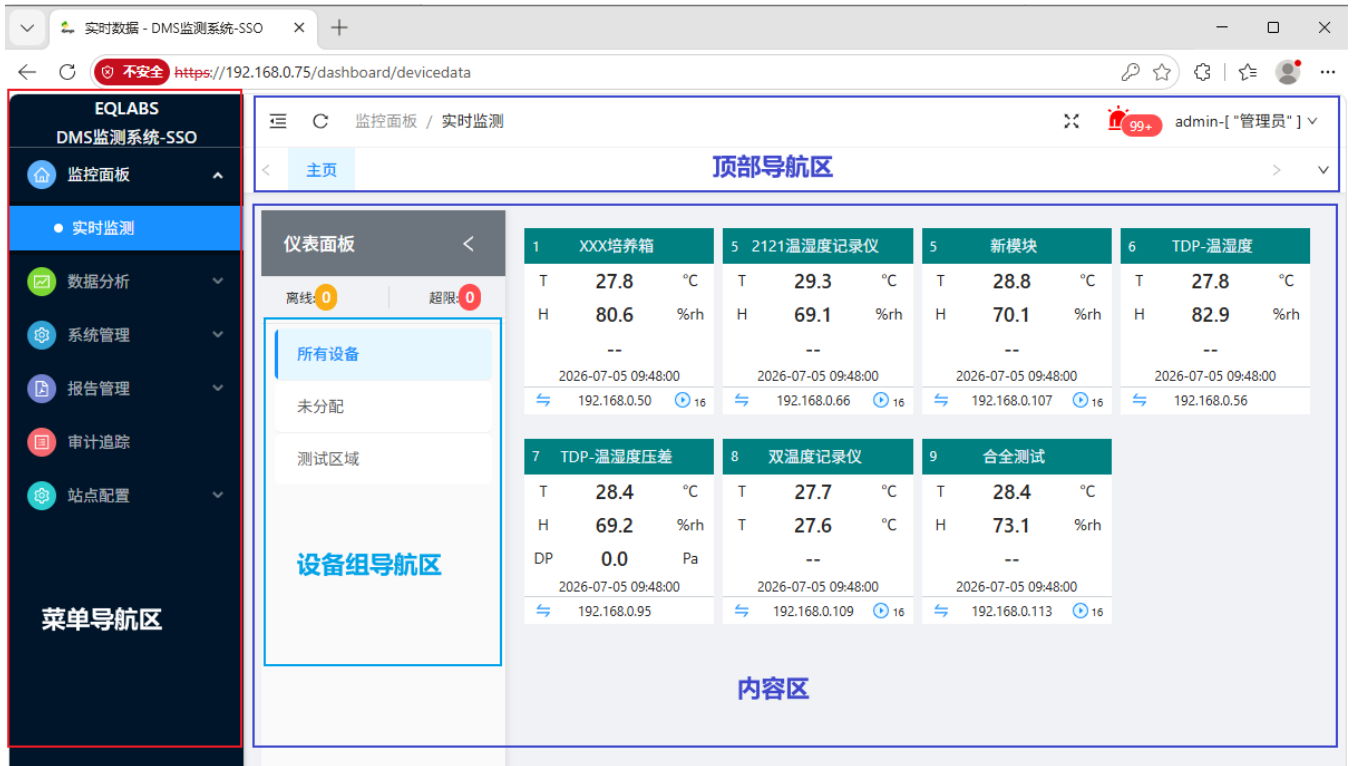 实时数据 - DMS监测系统-SSO
不安全 https://192.168.0.75/dashboard/devicedata
EQLABS
DMS监测系统-SSO
监控面板
实时监测
数据分析
系统管理
报告管理
审计追踪
站点配置
菜单导航区
监控面板 / 实时监测
99+ admin-[ "管理员" ]
主页
顶部导航区
仪表面板
离线: 0 超限: 0
所有设备
未分配
测试区域
设备组导航区
1 XXX培养箱
T 27.8 °C
H 80.6 %rh
--
2026-07-05 09:48:00
192.168.0.50 16
5 2121温湿度记录仪
T 29.3 °C
H 69.1 %rh
--
2026-07-05 09:48:00
192.168.0.66 16
5 新模块
T 28.8 °C
H 70.1 %rh
--
2026-07-05 09:48:00
192.168.0.107 16
6 TDP-温湿度
T 27.8 °C
H 82.9 %rh
--
2026-07-05 09:48:00
192.168.0.56
7 TDP-温湿度压差
T 28.4 °C
H 69.2 %rh
DP 0.0 Pa
2026-07-05 09:48:00
192.168.0.95
8 双温度记录仪
T 27.7 °C
T 27.6 °C
--
2026-07-05 09:48:00
192.168.0.109 16
9 合全测试
T 28.4 °C
H 73.1 %rh
--
2026-07-05 09:48:00
192.168.0.113 16
内容区